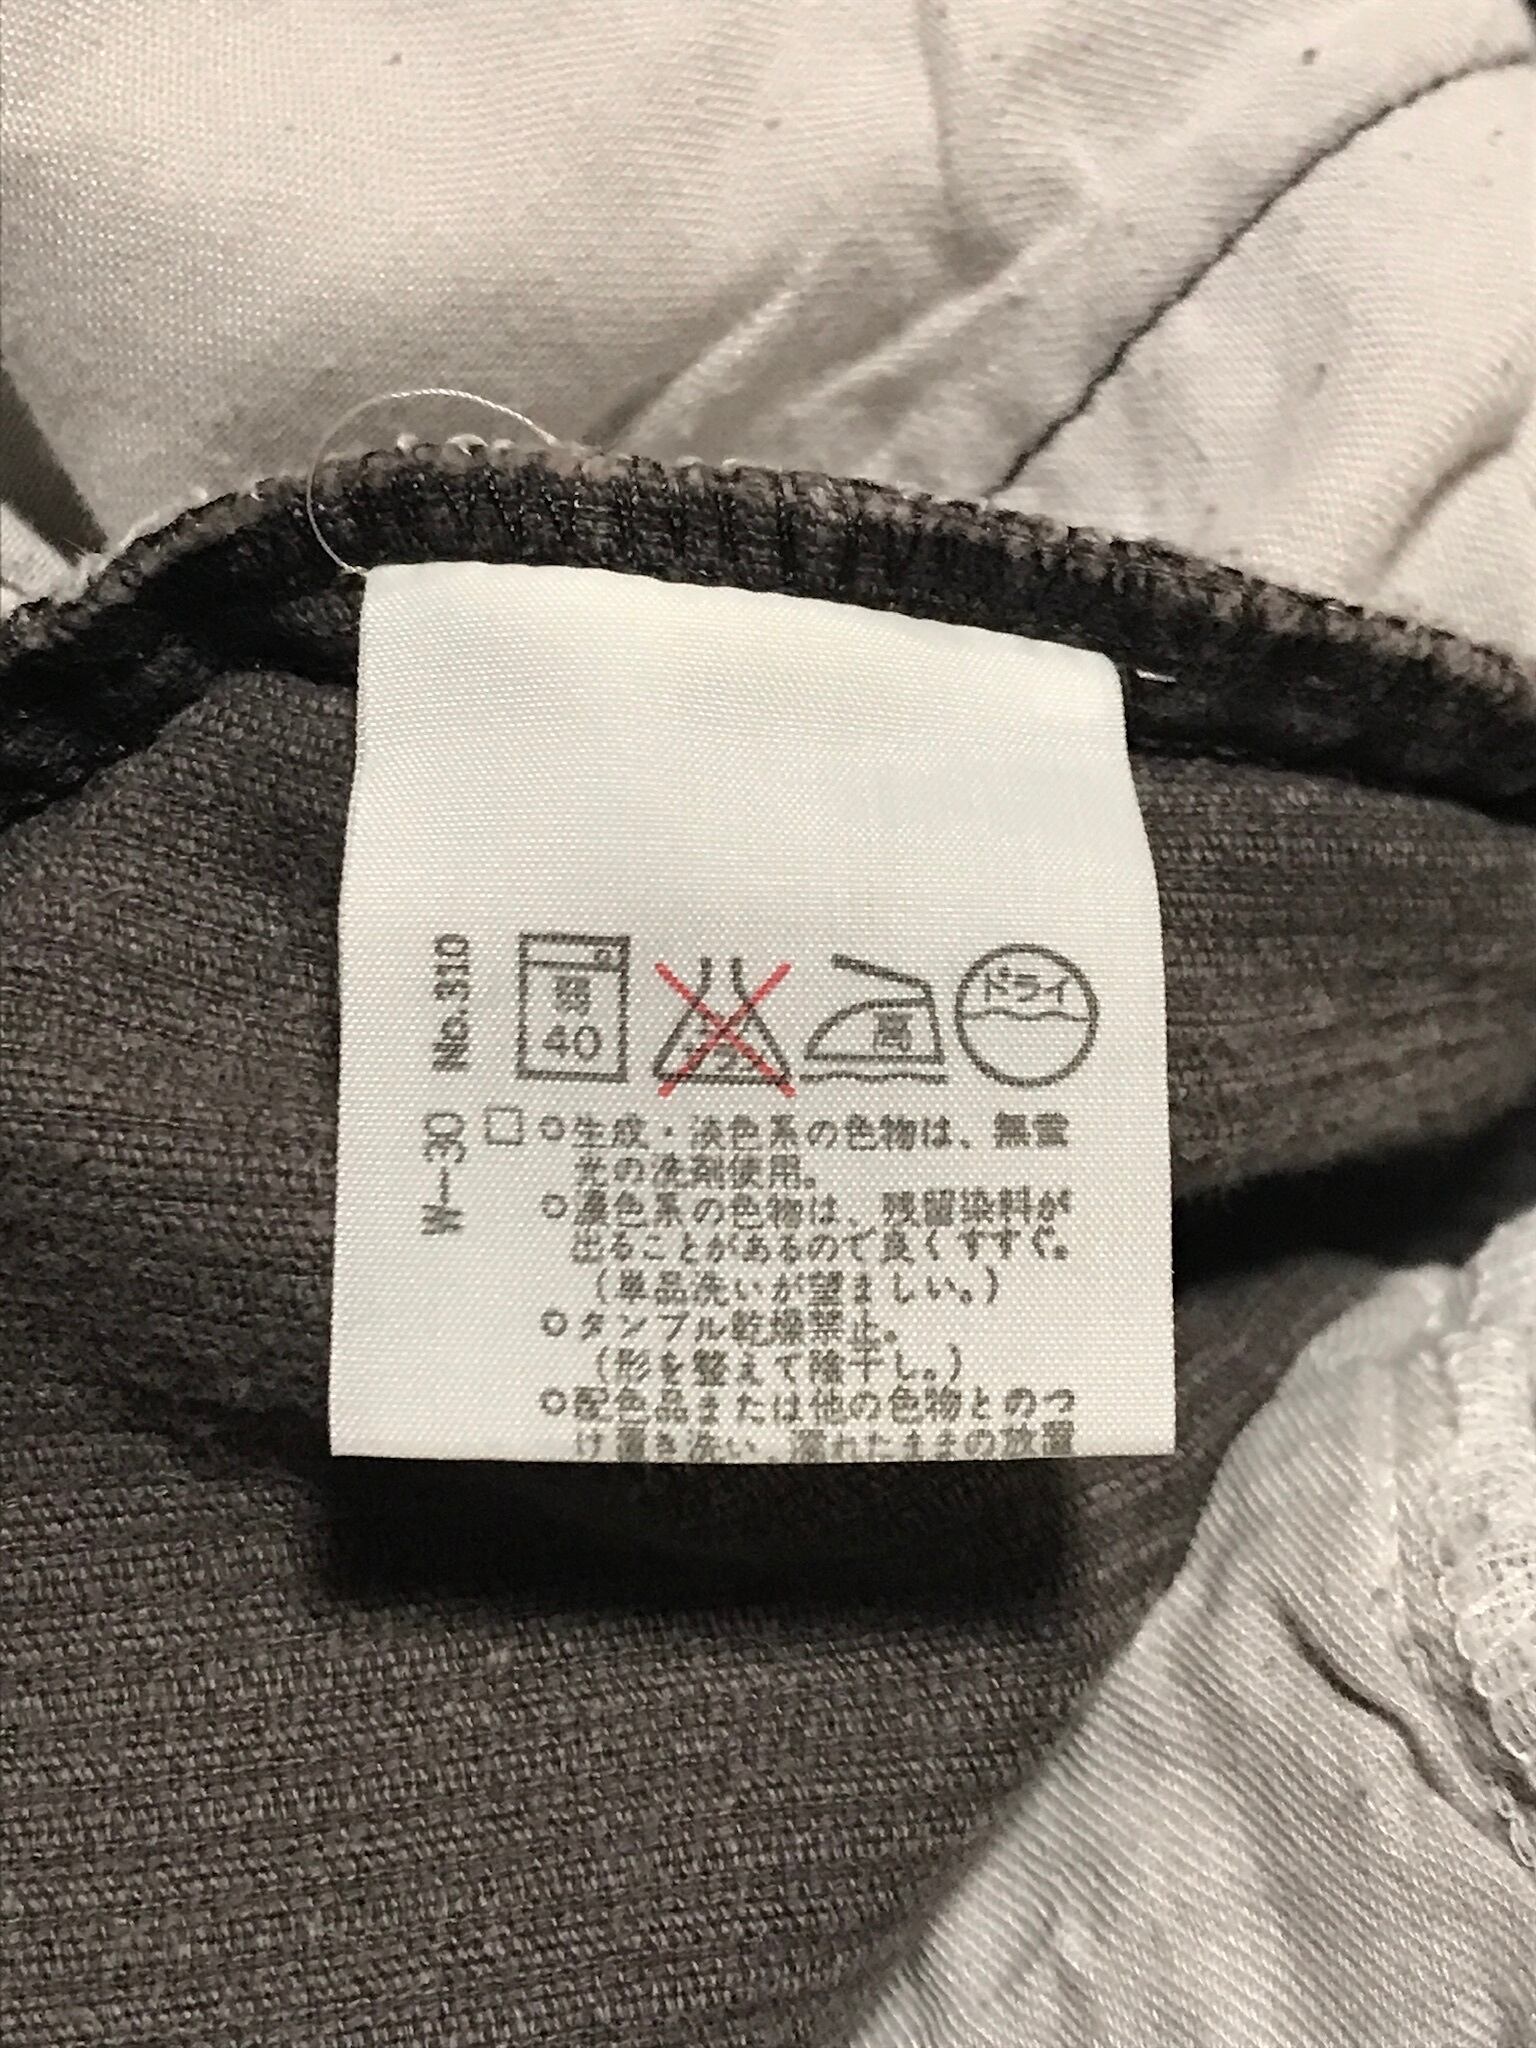 No.310
W-30
40
高
ドライ
○生成・淡色系の色物は、無蛍
光の洗剤使用。
○濃色系の色物は、残留染料が
出ることがあるので良くすすぐ。
(単品洗いが望ましい。)
○タンブル乾燥禁止。
(形を整えて陰干し。)
○配色品または他の色物とのつ
け置き洗い、濡れたままの放置